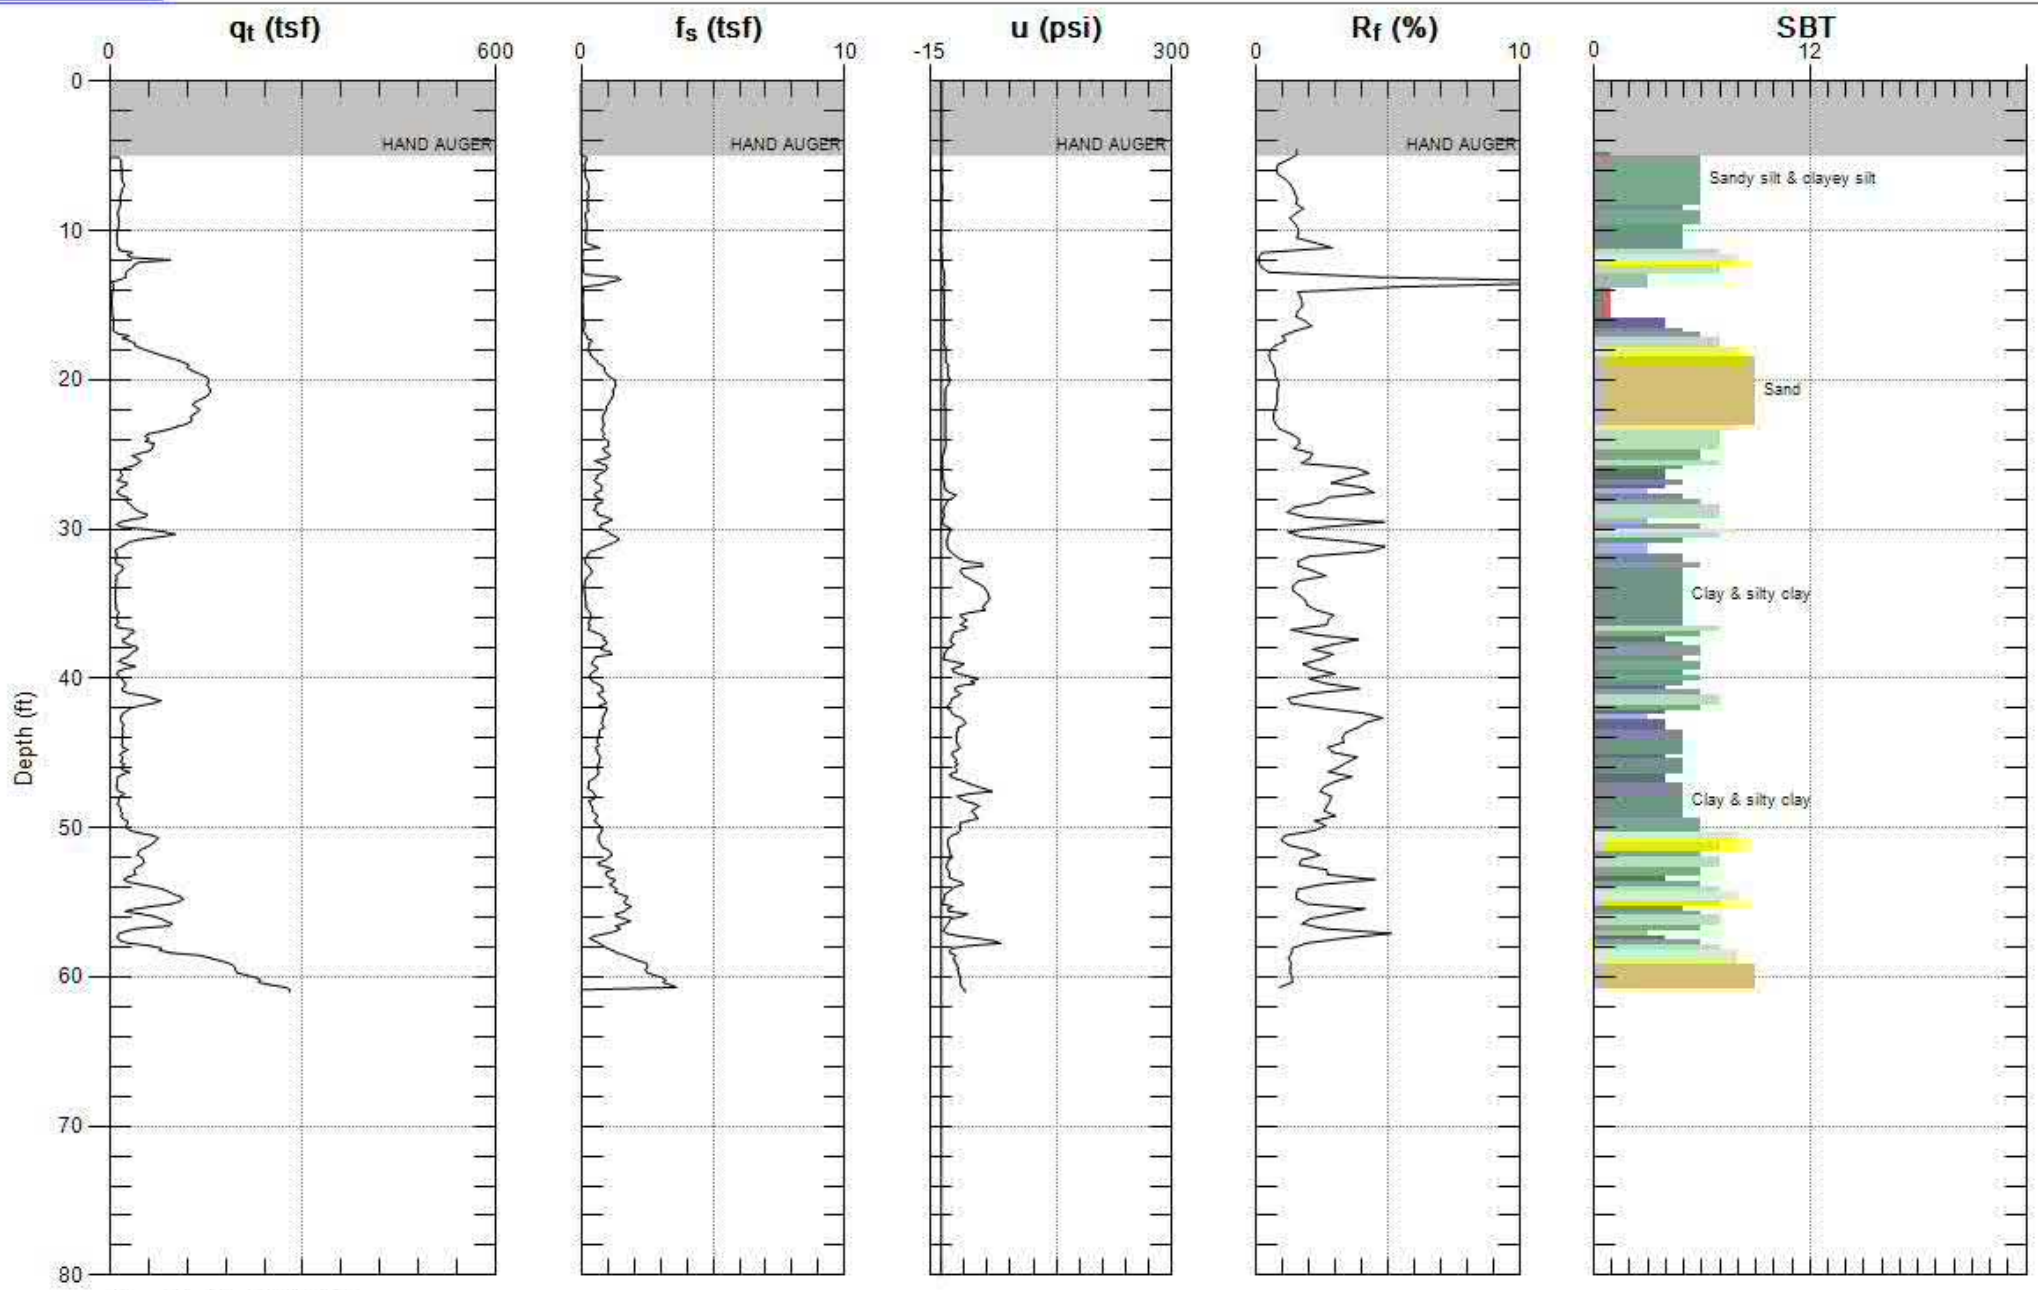 qt (tsf)
fs (tsf)
u (psi)
Rf (%)
SBT
0 600
0 10
-15 300
0 10
0 12
0
HAND AUGER HAND AUGER HAND AUGER HAND AUGER
Sandy silt & clayey silt
10
20
Sand
30
Clay & silty clay
40
Depth (ft)
Clay & silty clay
50
60
70
80